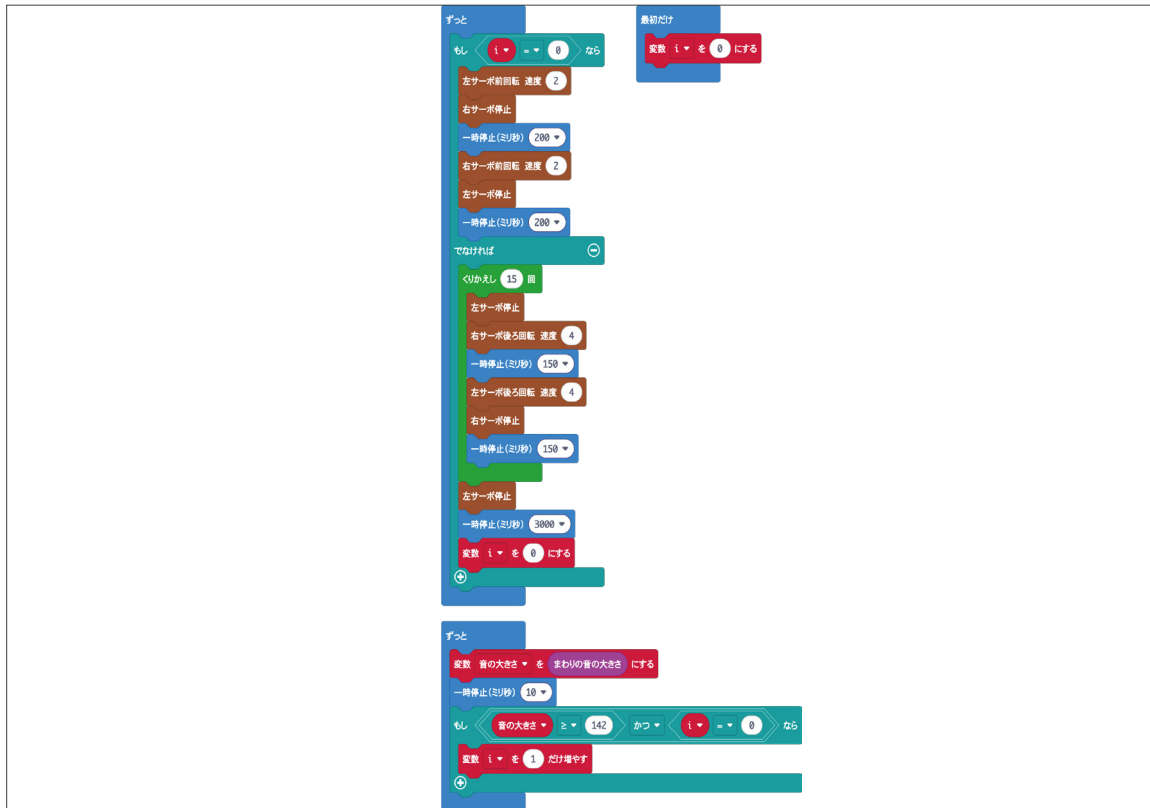 ずっと
もし i = 0 なら
左サーボ前回転 速度 2
右サーボ停止
一時停止(ミリ秒) 200
右サーボ前回転 速度 2
左サーボ停止
一時停止(ミリ秒) 200
でなければ
くりかえし 15 回
左サーボ停止
右サーボ後ろ回転 速度 4
一時停止(ミリ秒) 150
左サーボ後ろ回転 速度 4
右サーボ停止
一時停止(ミリ秒) 150
左サーボ停止
一時停止(ミリ秒) 3000
変数 i を 0 にする
最初だけ
変数 i を 0 にする
ずっと
変数 音の大きさ を まわりの音の大きさ にする
一時停止(ミリ秒) 10
もし 音の大きさ ≥ 142 かつ i = 0 なら
変数 i を 1 だけ増やす